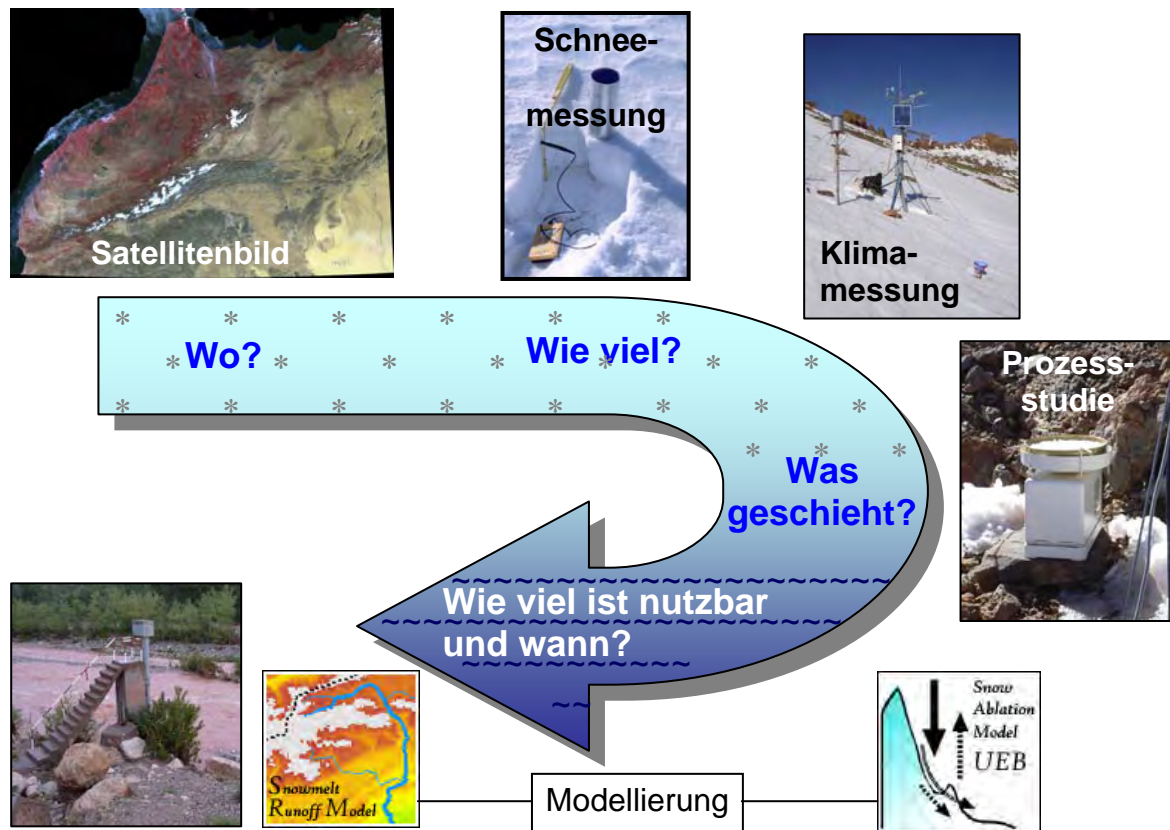 Satellitenbild
Schnee-
messung
Klima-
messung
Wo?
Wie viel?
Prozess-
studie
Was
geschieht?
Wie viel ist nutzbar
und wann?
Snowmelt
Runoff Model
Modellierung
Snow
Ablation
Model
UEB